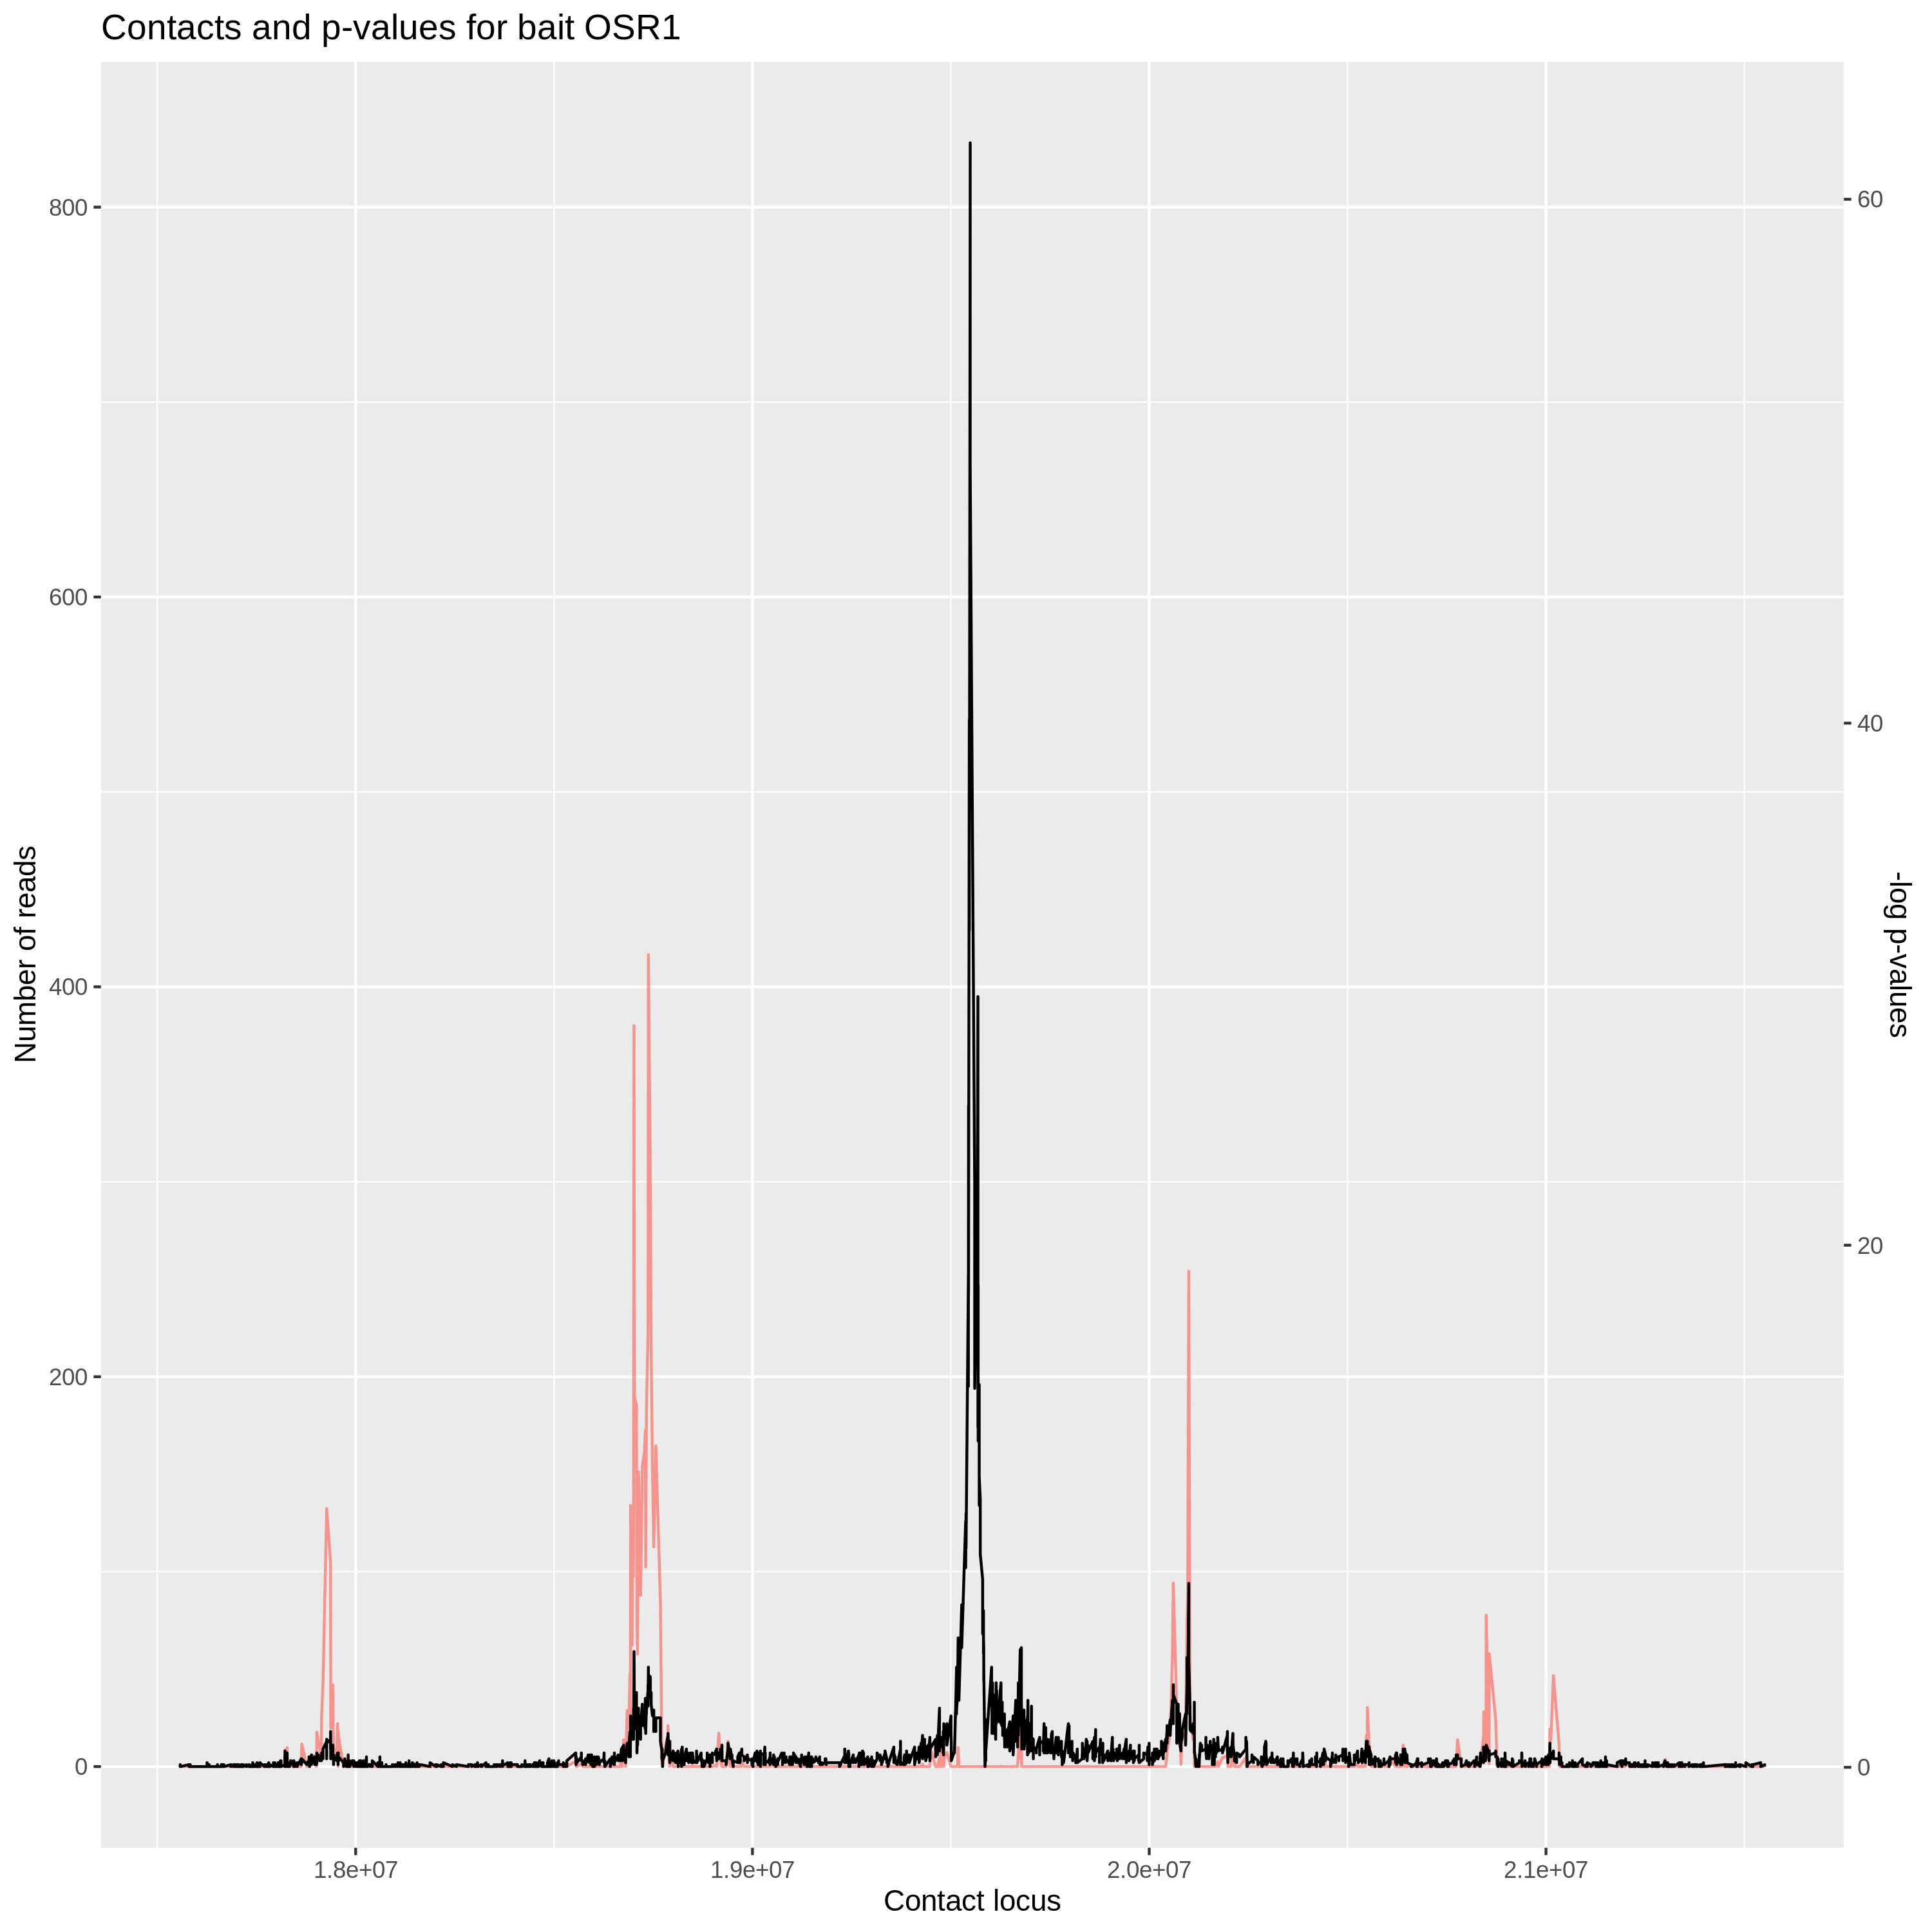 Contacts and p-values for bait OSR1
800
600
400
200
0
60
40
20
0
Number of reads
-log p-values
1.8e+07
1.9e+07
2.0e+07
2.1e+07
Contact locus